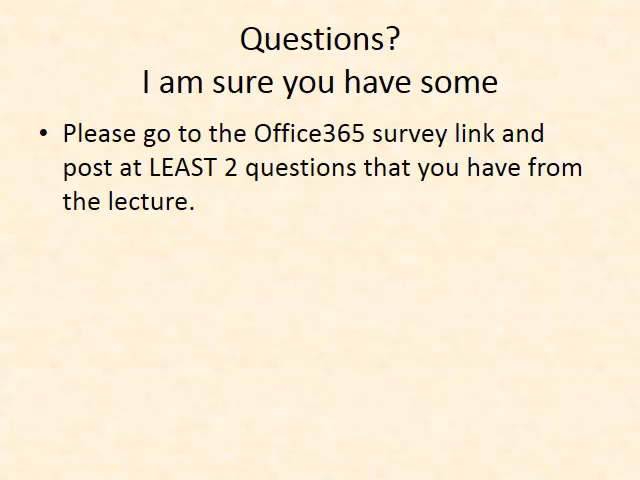 Questions?
I am sure you have some
• Please go to the Office365 survey link and
post at LEAST 2 questions that you have from
the lecture.